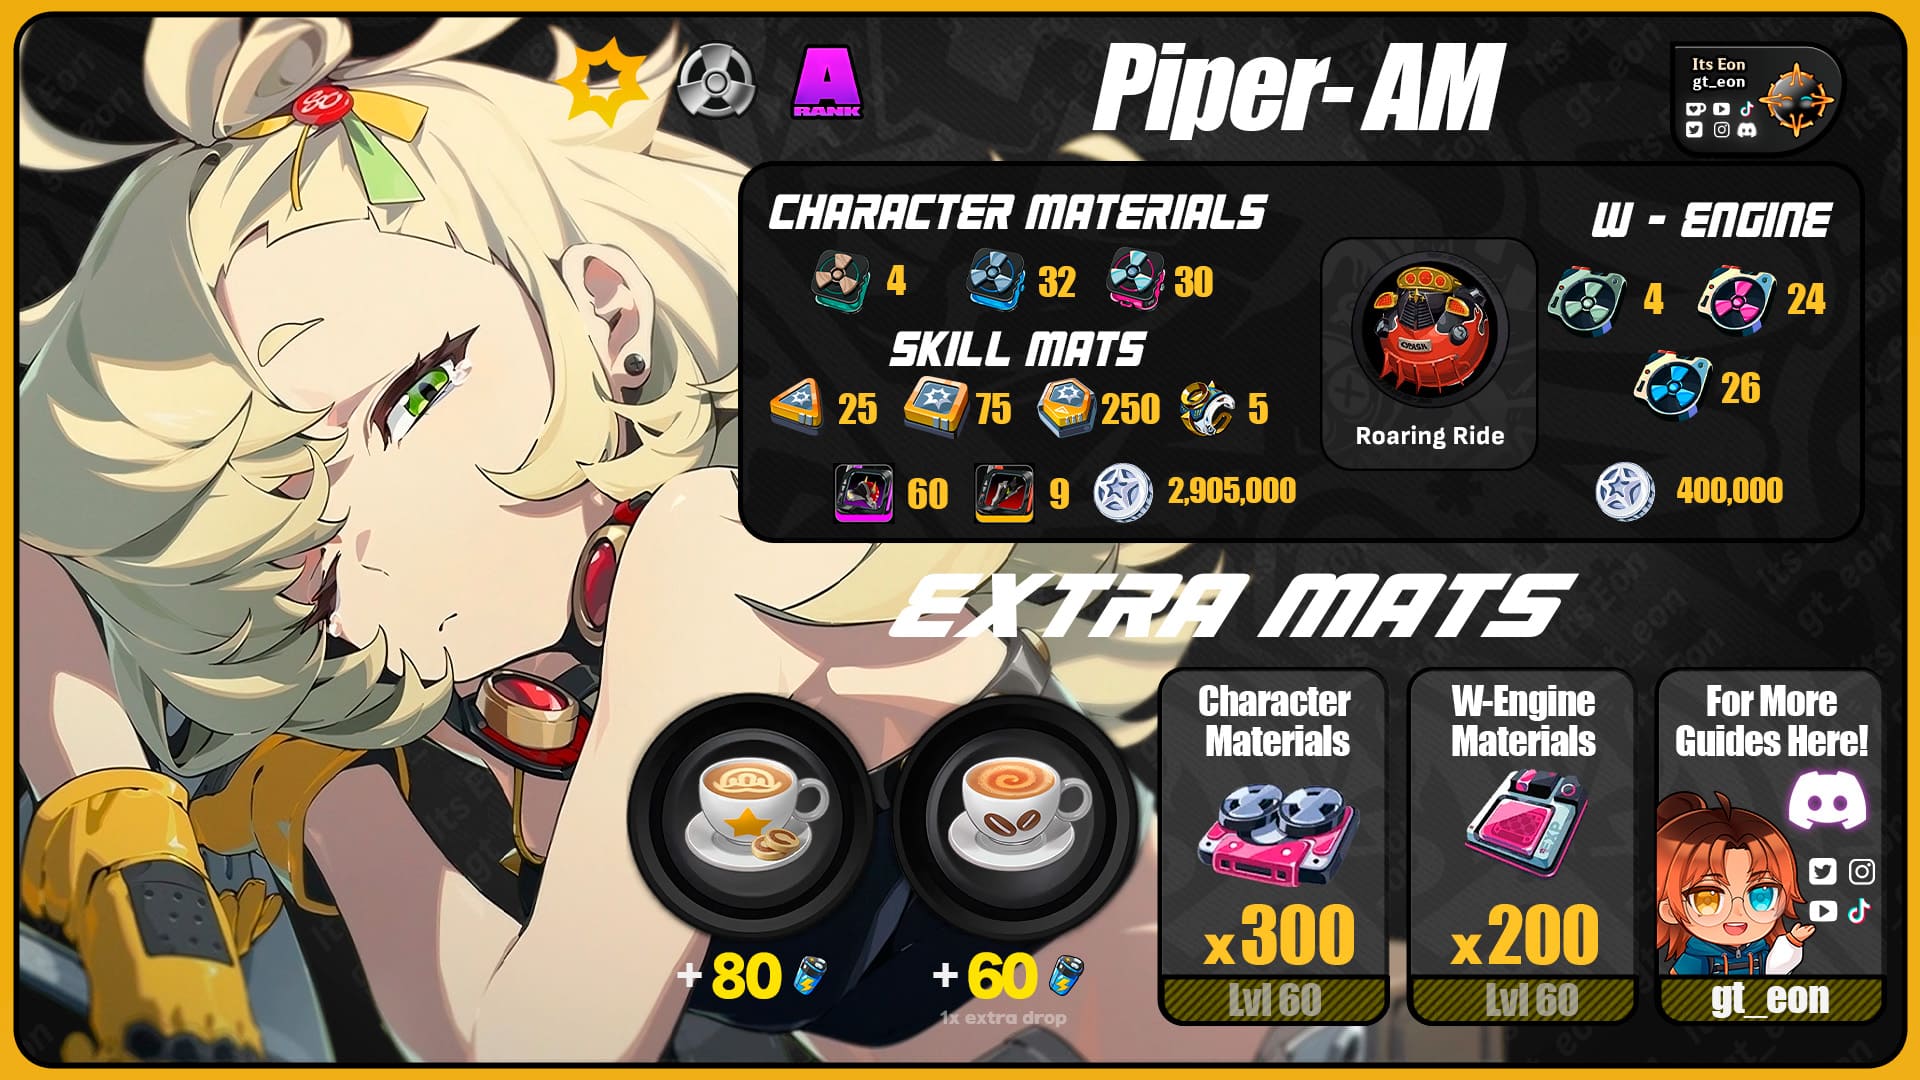 Piper- AM
A
RANK
Its Eon
gt_eon
CHARACTER MATERIALS
4
32
30
SKILL MATS
25
75
250
5
60
9
2,905,000
Roaring Ride
W - ENGINE
4
24
26
400,000
EXTRA MATS
+ 80
+ 60
1x extra drop
Character
Materials
x300
Lvl 60
W-Engine
Materials
x200
Lvl 60
For More
Guides Here!
gt_eon